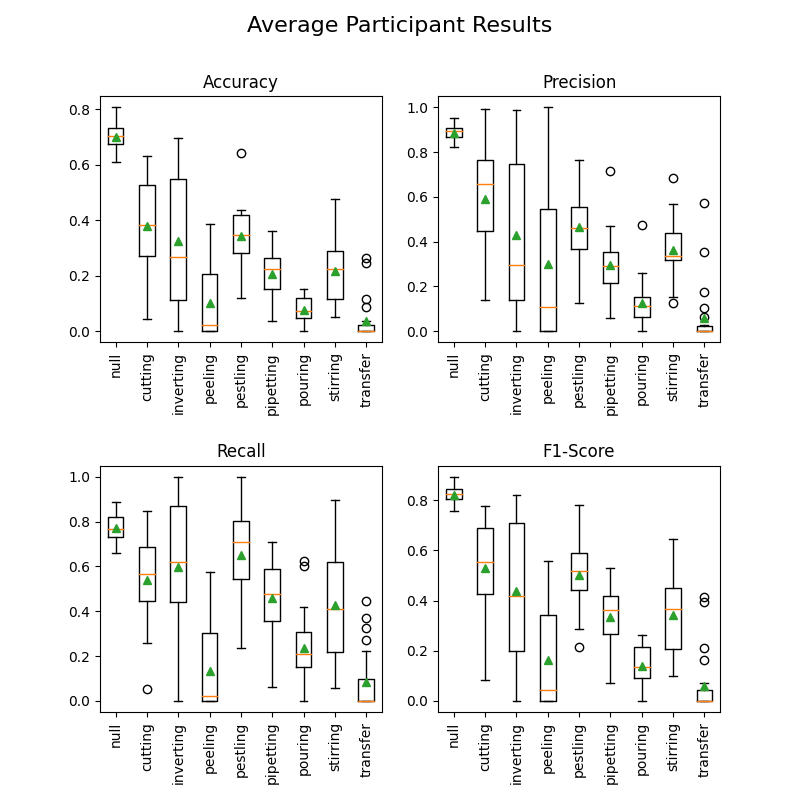 Average Participant Results
Accuracy
0.8
0.6
0.4
0.2
0.0
null
cutting
inverting
peeling
pestling
pipetting
pouring
stirring
transfer
Precision
1.0
0.8
0.6
0.4
0.2
0.0
null
cutting
inverting
peeling
pestling
pipetting
pouring
stirring
transfer
Recall
1.0
0.8
0.6
0.4
0.2
0.0
null
cutting
inverting
peeling
pestling
pipetting
pouring
stirring
transfer
F1-Score
0.8
0.6
0.4
0.2
0.0
null
cutting
inverting
peeling
pestling
pipetting
pouring
stirring
transfer